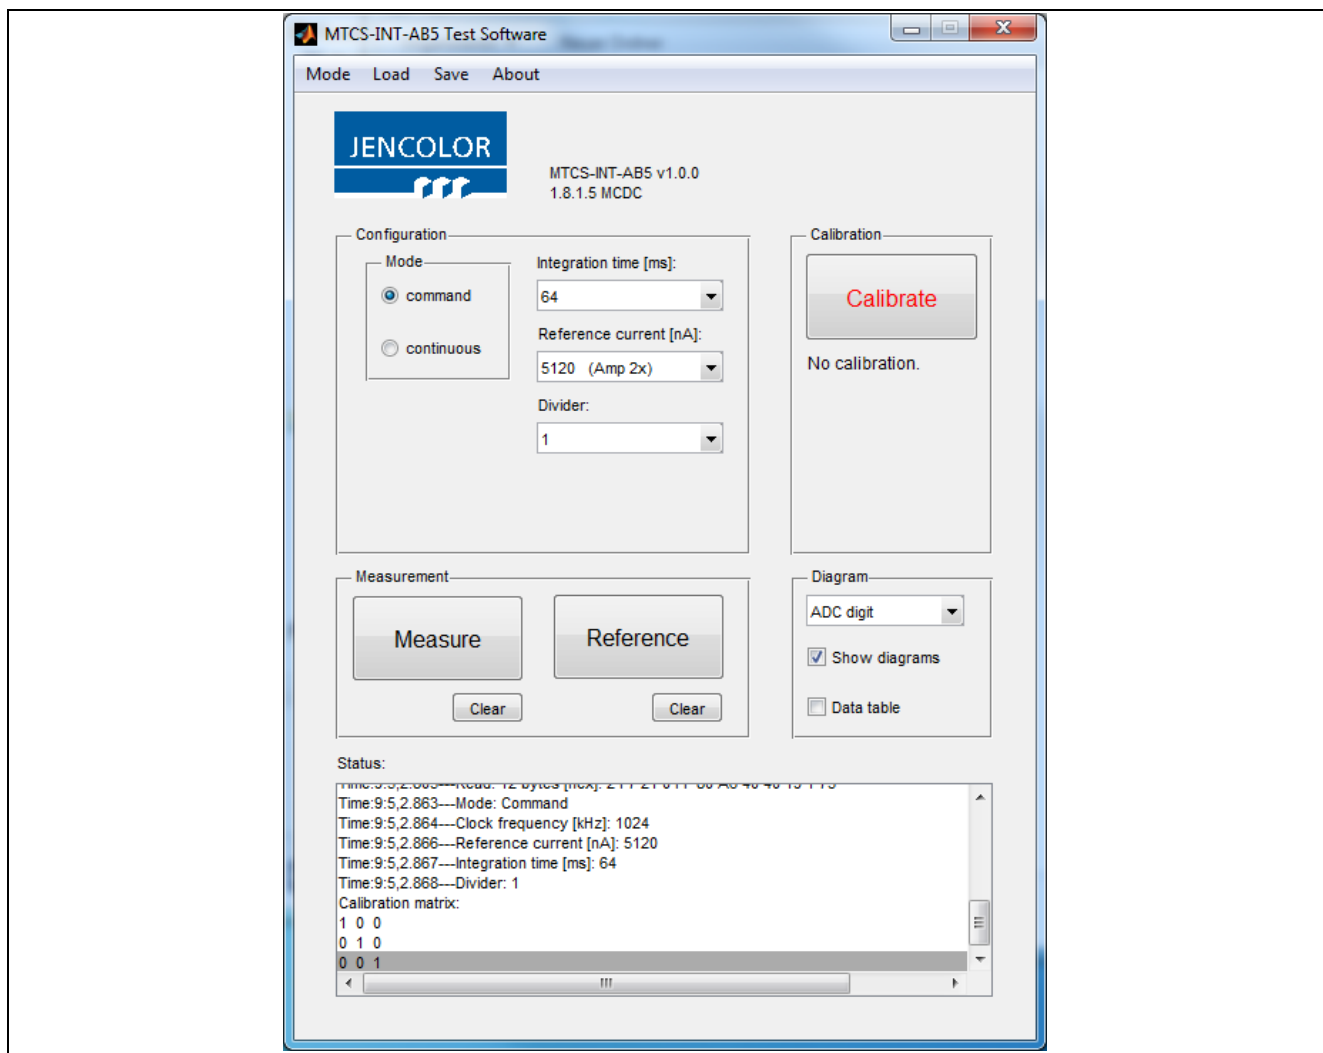 MTCS-INT-AB5 Test Software
Mode Load Save About
JENCOLOR
MTCS-INT-AB5 v1.0.0
1.8.1.5 MCDC
Configuration
Mode
command
continuous
Integration time [ms]:
64
Reference current [nA]:
5120 (Amp 2x)
Divider:
1
Calibration
Calibrate
No calibration.
Measurement
Measure
Reference
Clear
Clear
Diagram
ADC digit
Show diagrams
Data table
Status:
Time:9:5,2.863---Mode: Command
Time:9:5,2.864---Clock frequency [kHz]: 1024
Time:9:5,2.866---Reference current [nA]: 5120
Time:9:5,2.867---Integration time [ms]: 64
Time:9:5,2.868---Divider: 1
Calibration matrix:
1 0 0
0 1 0
0 0 1